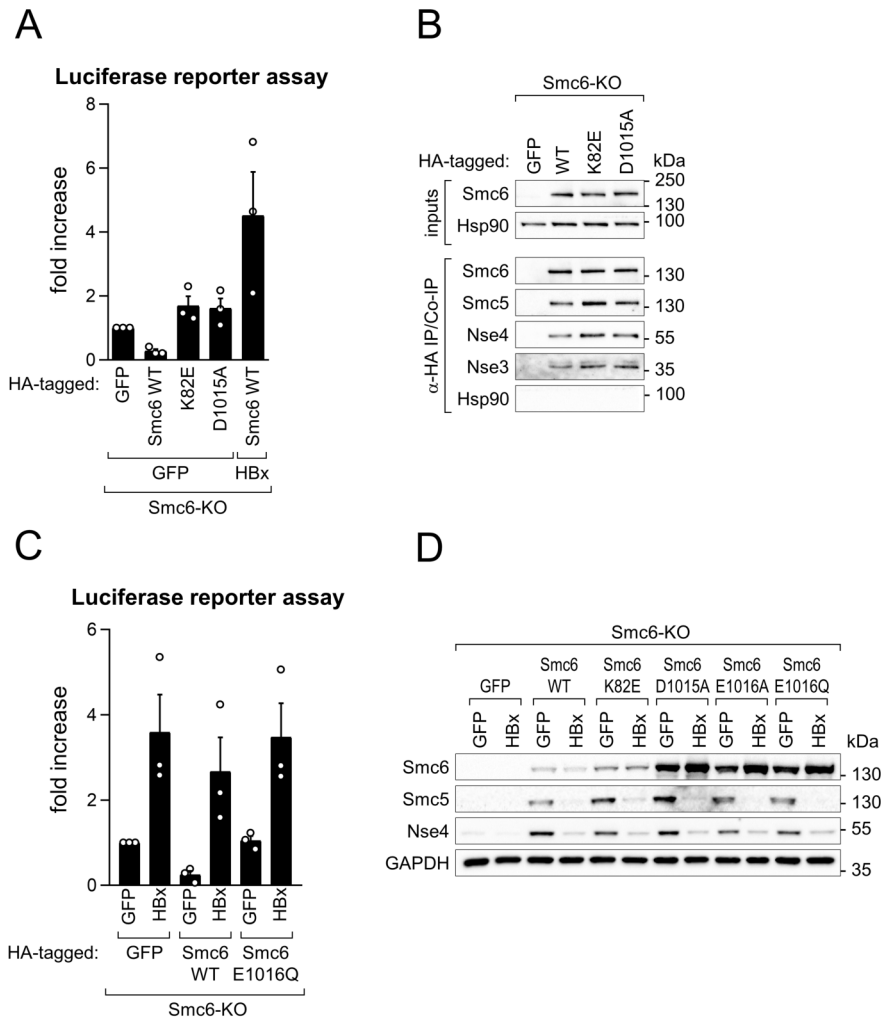 A
Luciferase reporter assay
fold increase
8
6
4
2
0
HA-tagged:
GFP
Smc6 WT
K82E
D1015A
Smc6 WT
GFP
HBx
Smc6-KO
B
Smc6-KO
HA-tagged:
GFP
WT
K82E
D1015A
kDa
inputs
Smc6
250
130
Hsp90
100
α-HA IP/Co-IP
Smc6
130
Smc5
130
Nse4
55
Nse3
35
Hsp90
100
C
Luciferase reporter assay
fold increase
6
4
2
0
GFP
HBx
GFP
HBx
GFP
HBx
HA-tagged:
GFP
Smc6
WT
Smc6
E1016Q
Smc6-KO
D
Smc6-KO
GFP
Smc6
WT
Smc6
K82E
Smc6
D1015A
Smc6
E1016A
Smc6
E1016Q
GFP
HBx
GFP
HBx
GFP
HBx
GFP
HBx
GFP
HBx
GFP
HBx
kDa
Smc6
130
Smc5
130
Nse4
55
GAPDH
35